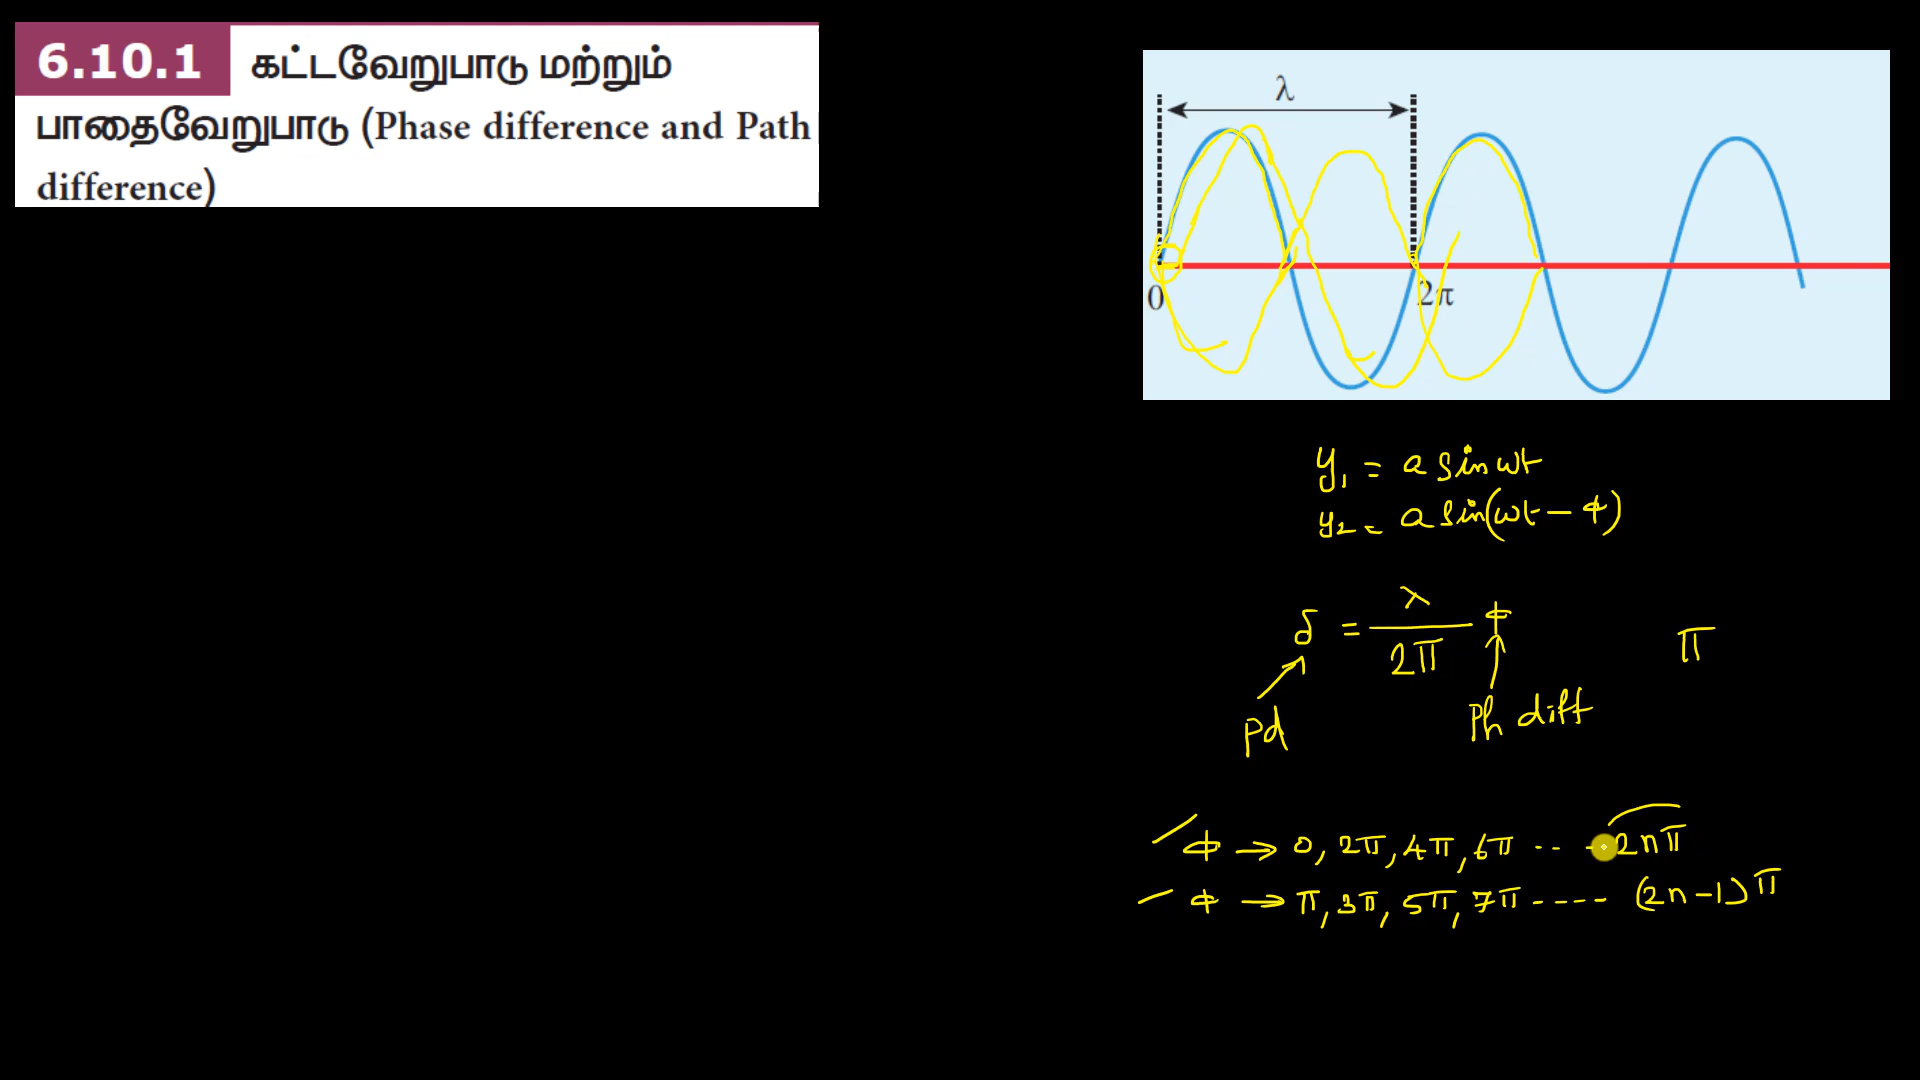 6.10.1 கட்டவேறுபாடு மற்றும்
பாதைவேறுபாடு (Phase difference and Path
difference)
λ
0
2π
y₁ = a sin ωt
y₂ = a sin(ωt - ϕ)
δ = λ/2π ϕ
π
Pd
Ph diff
ϕ → 0, 2π, 4π, 6π - - - 2nπ
ϕ → π, 3π, 5π, 7π - - - - (2n-1)π